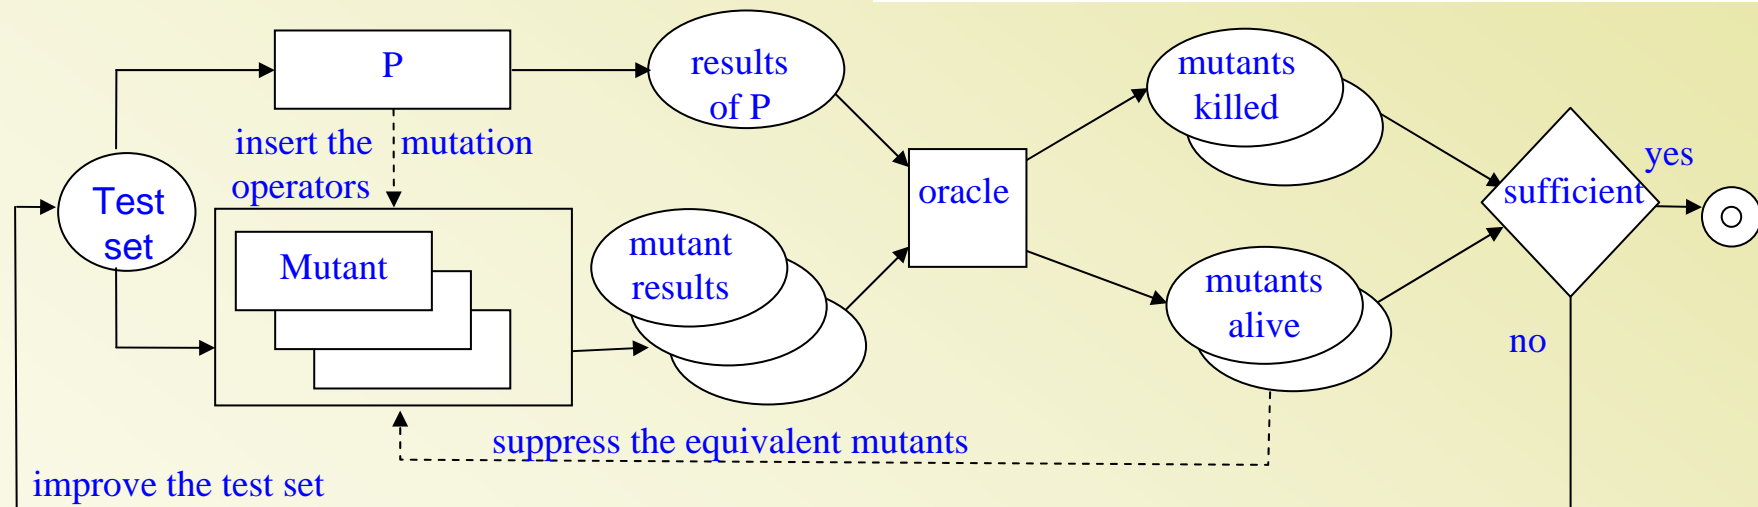 P
results
of P
mutants
killed
insert the mutation
operators
yes
Test
set
oracle
sufficient
Mutant
mutant
results
mutants
alive
no
suppress the equivalent mutants
improve the test set